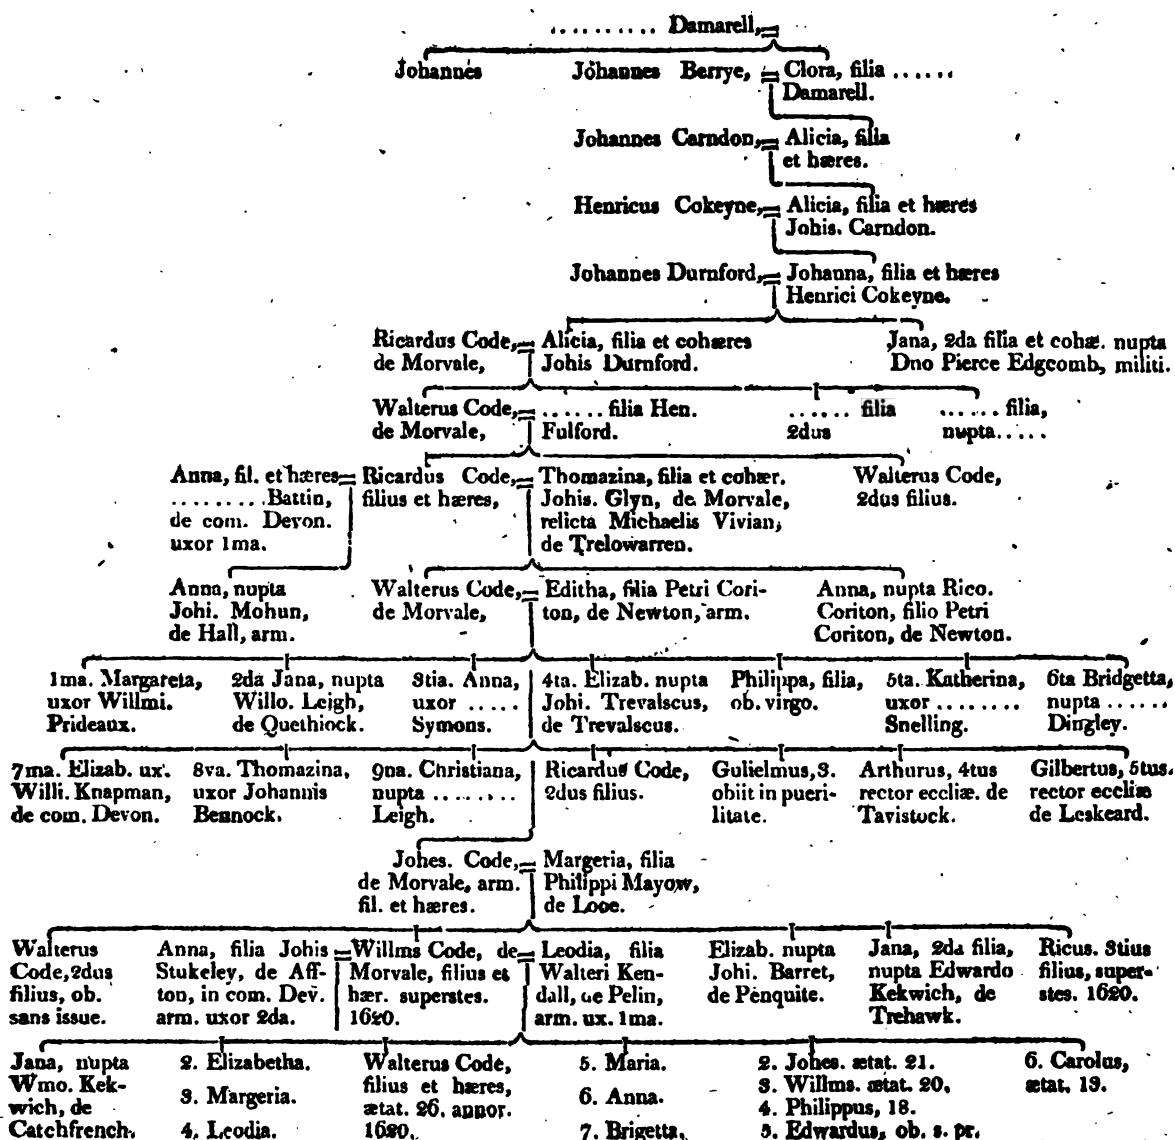 .......... Damarell,=
Johannes
Johannes Berrye, = Clora, filia ......
Damarell.
Johannes Carndon, = Alicia, filia
et hæres.
Henricus Cokeyne, = Alicia, filia et hæres
Johis. Carndon.
Johannes Durnford, = Johanna, filia et hæres
Henrici Cokeyne.
Ricardus Code, =
de Morvale,
Alicia, filia et cohæres
Johis Durnford.
Jana, 2da filia et cohæ. nupta
Dno Pierce Edgcomb, militi.
Walterus Code, =
de Morvale,
...... filia Hen.
Fulford.
...... filia
2dus
...... filia,
nupta.....
Anna, fil. et hæres =
.........Battin,
de com. Devon.
uxor 1ma.
Ricardus Code, =
filius et hæres,
Thomazina, filia et cohær.
Johis. Glyn, de Morvale,
relicta Michaelis Vivian,
de Trelowarren.
Walterus Code,
2dus filius.
Anna, nupta
Johi. Mohun,
de Hall, arm.
Walterus Code, =
de Morvale,
Editha, filia Petri Cori-
ton, de Newton, arm.
Anna, nupta Rico.
Coriton, filio Petri
Coriton, de Newton.
1ma. Margareta,
uxor Willmi.
Prideaux.
2da Jana, nupta
Willo. Leigh,
de Quethiock.
3tia. Anna,
uxor .....
Symons.
4ta. Elizab. nupta
Johi. Trevalscus,
de Trevalscus.
Philippa, filia,
ob. virgo.
5ta. Katherina,
uxor ........
Snelling.
6ta Bridgetta,
nupta ......
Dingley.
7ma. Elizab. ux.
Willi. Knapman,
de com. Devon.
8va. Thomazina,
uxor Johannis
Bennock.
9na. Christiana,
nupta ........
Leigh.
Ricardus Code,
2dus filius.
Gulielmus, 3.
obiit in pueri-
litate.
Arthurus, 4tus
rector eccliæ. de
Tavistock.
Gilbertus, 5tus.
rector eccliæ
de Leskeard.
Johes. Code, =
de Morvale, arm.
fil. et hæres.
Margeria, filia
Philippi Mayow,
de Looe.
Walterus
Code, 2dus
filius, ob.
sans issue.
Anna, filia Johis =
Stukeley, de Aff-
ton, in com. Dev.
arm. uxor 2da.
Willms Code, de =
Morvale, filius et
hær. superstes.
1620.
Leodia, filia
Walteri Ken-
dall, de Pelin,
arm. ux. 1ma.
Elizab. nupta
Johi. Barret,
de Penquite.
Jana, 2da filia,
nupta Edwardo
Kekwich, de
Trehawk.
Ricus. 3tius
filius, super-
stes. 1620.
Jana, nupta
Wmo. Kek-
wich, de
Catchfrench.
2. Elizabetha.
3. Margeria.
4. Leodia.
Walterus Code,
filius et hæres,
ætat. 26. annor.
1620.
5. Maria.
6. Anna.
7. Brigetta,
2. Johes. ætat. 21.
3. Willms. ætat. 20.
4. Philippus, 18.
5. Edwardus, ob. s. pr.
6. Carolus,
ætat. 13.